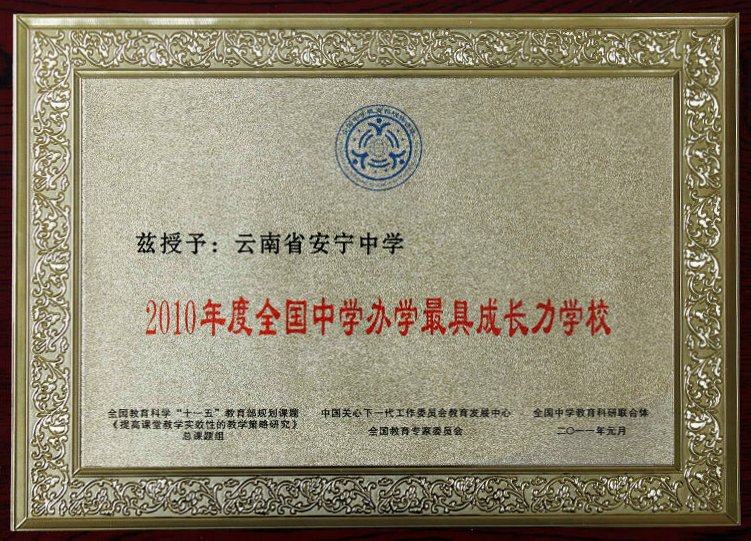 兹授予：云南省安宁中学
2010年度全国中学办学最具成长力学校
全国教育科学“十一五”教育部规划课题
《提高课堂教学实效性的教学策略研究》
总课题组
中国关心下一代工作委员会教育发展中心
全国教育专家委员会
全国中学教育科研联合体
二〇一一年元月